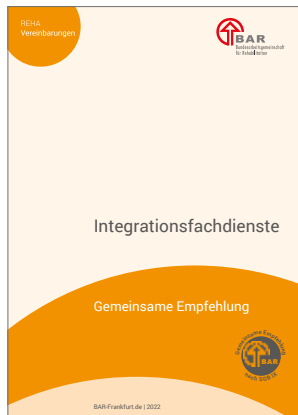 REHA
Vereinbarungen
BAR
Bundesarbeitsgemeinschaft
für Rehabilitation
Integrationsfachdienste
Gemeinsame Empfehlung
Gemeinsame Empfehlung
BAR
nach SGB IX
BAR-Frankfurt.de | 2022